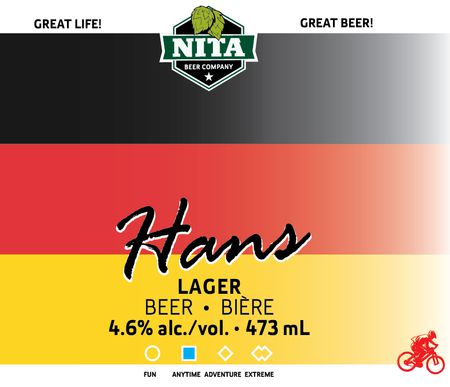 GREAT LIFE!
GREAT BEER!
NITA
BEER COMPANY
Hans
LAGER
BEER • BIÈRE
4.6% alc./vol. • 473 mL
FUN ANYTIME ADVENTURE EXTREME